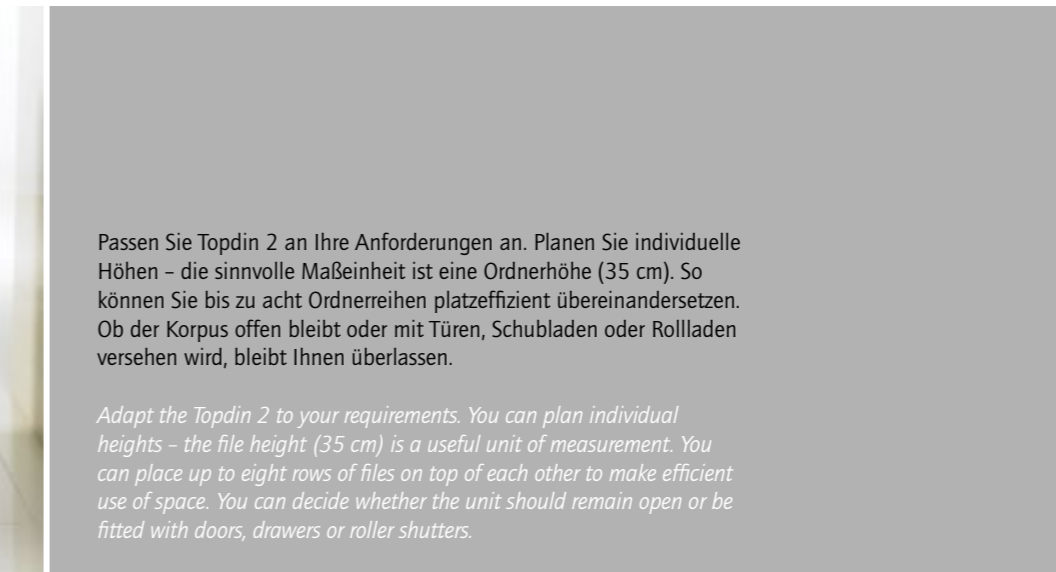 Passen Sie Topdin 2 an Ihre Anforderungen an. Planen Sie individuelle
Höhen – die sinnvolle Maßeinheit ist eine Ordnerhöhe (35 cm). So
können Sie bis zu acht Ordnerreihen platzeffizient übereinandersetzen.
Ob der Korpus offen bleibt oder mit Türen, Schubladen oder Rollladen
versehen wird, bleibt Ihnen überlassen.
Adapt the Topdin 2 to your requirements. You can plan individual
heights – the file height (35 cm) is a useful unit of measurement. You
can place up to eight rows of files on top of each other to make efficient
use of space. You can decide whether the unit should remain open or be
fitted with doors, drawers or roller shutters.